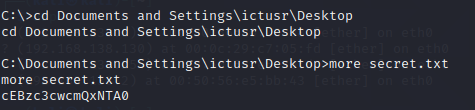 C:\>cd Documents and Settings\ictusr\Desktop
cd Documents and Settings\ictusr\Desktop
C:\Documents and Settings\ictusr\Desktop>more secret.txt
more secret.txt
cEBzc3cwcmQxNTA0